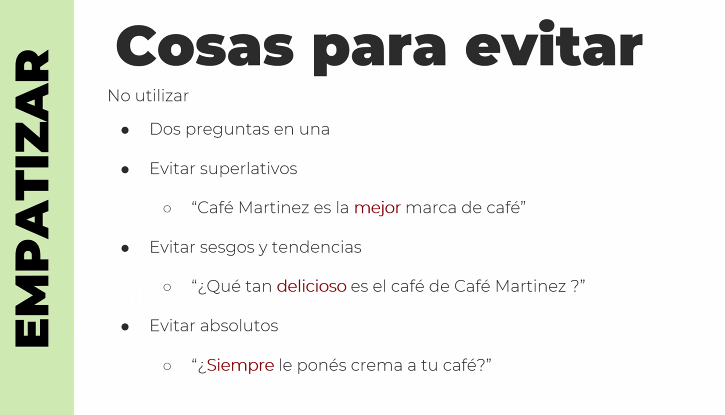 EMPATIZAR
Cosas para evitar
No utilizar
● Dos preguntas en una
● Evitar superlativos
○ “Café Martinez es la mejor marca de café”
● Evitar sesgos y tendencias
○ “¿Qué tan delicioso es el café de Café Martinez ?”
● Evitar absolutos
○ “¿Siempre le ponés crema a tu café?”